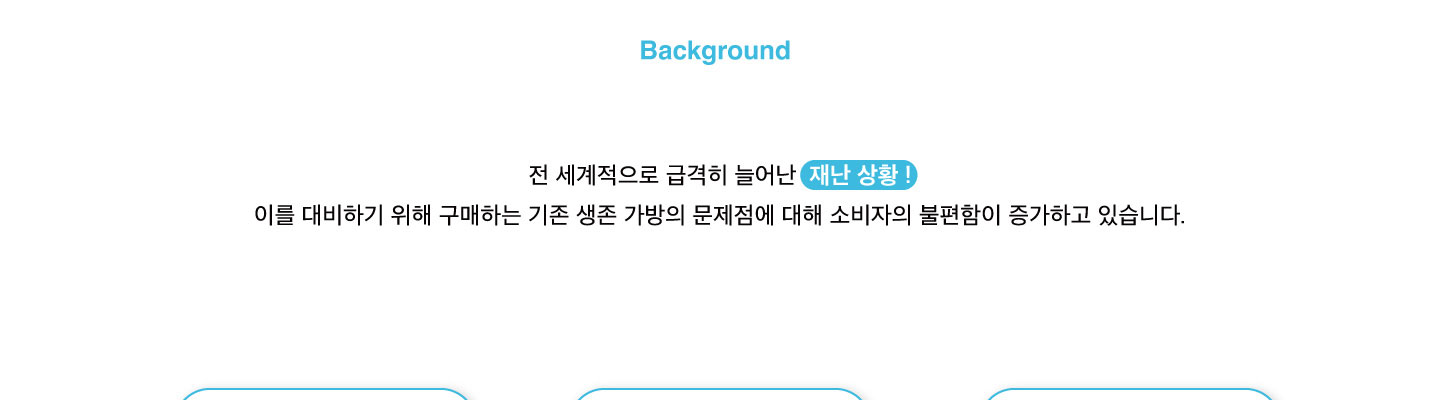 Background
전 세계적으로 급격히 늘어난 재난 상황 !
이를 대비하기 위해 구매하는 기존 생존 가방의 문제점에 대해 소비자의 불편함이 증가하고 있습니다.